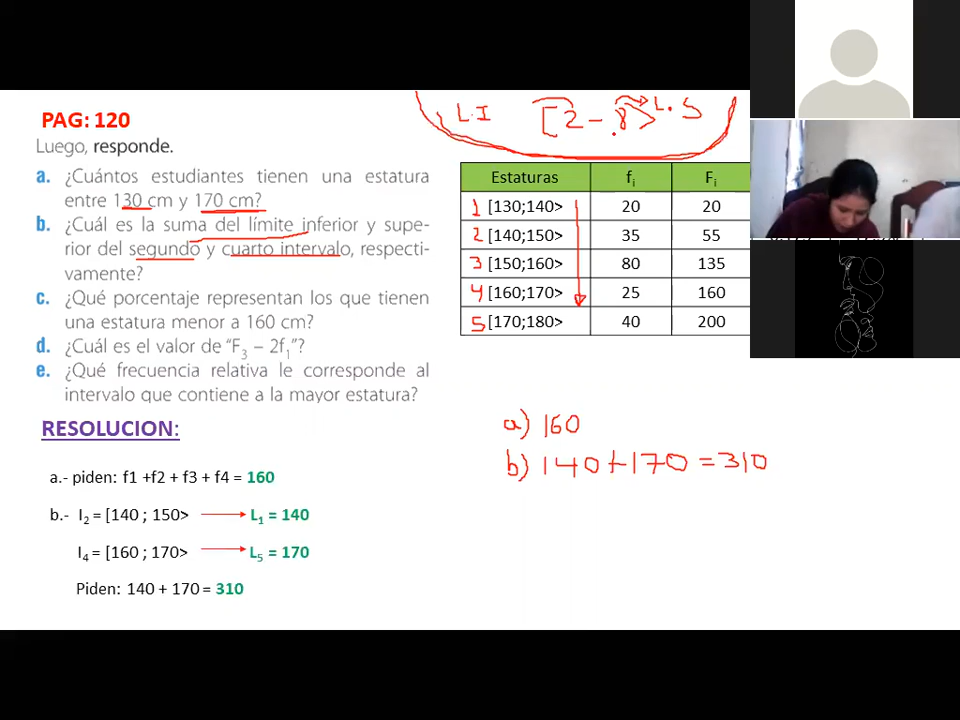 PAG: 120
Luego, responde.
a. ¿Cuántos estudiantes tienen una estatura
entre 130 cm y 170 cm?
b. ¿Cuál es la suma del límite inferior y supe-
rior del segundo y cuarto intervalo, respecti-
vamente?
c. ¿Qué porcentaje representan los que tienen
una estatura menor a 160 cm?
d. ¿Cuál es el valor de “F3 – 2f1”?
e. ¿Qué frecuencia relativa le corresponde al
intervalo que contiene a la mayor estatura?
RESOLUCION:
a.- piden: f1 +f2 + f3 + f4 = 160
b.- I2 = [140 ; 150> L1 = 140
I4 = [160 ; 170> L5 = 170
Piden: 140 + 170 = 310
L.I [2 - 8> L.S
Estaturas fi Fi
1 [130;140> 20 20
2 [140;150> 35 55
3 [150;160> 80 135
4 [160;170> 25 160
5 [170;180> 40 200
a) 160
b) 140+170 = 310